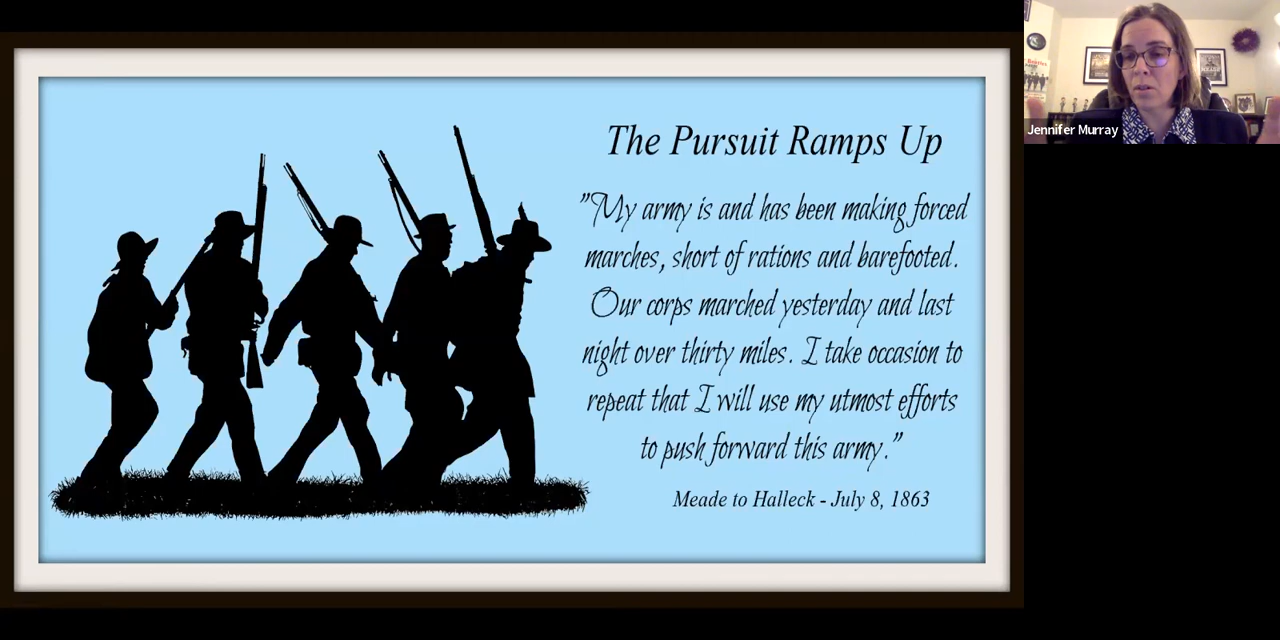 The Pursuit Ramps Up
"My army is and has been making forced
marches, short of rations and barefooted.
Our corps marched yesterday and last
night over thirty miles. I take occasion to
repeat that I will use my utmost efforts
to push forward this army."
Meade to Halleck - July 8, 1863
Jennifer Murray